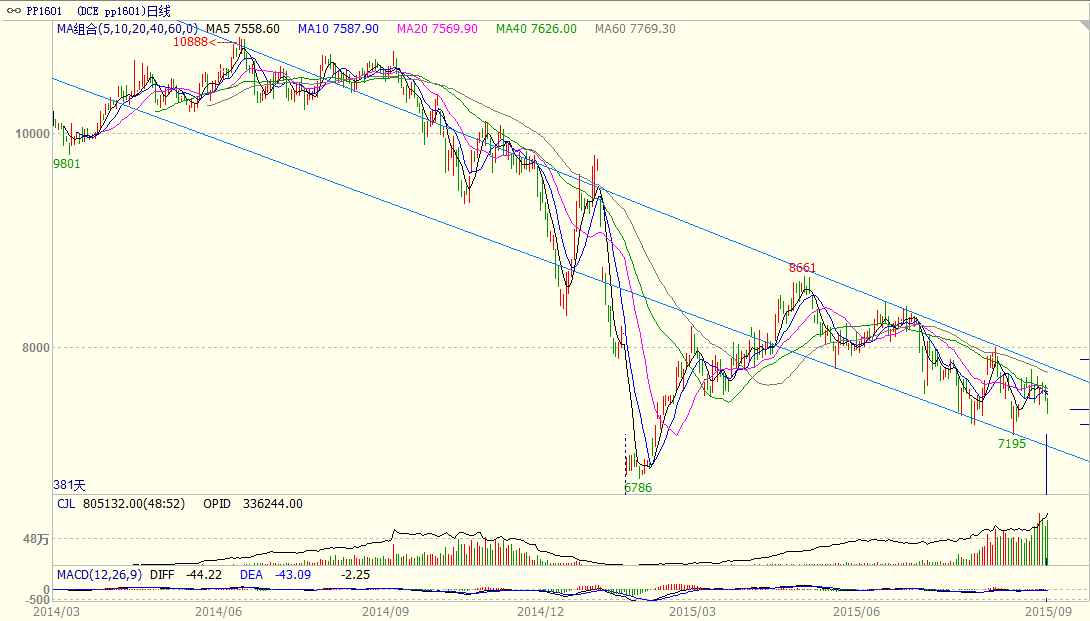 PP1601 (DCE pp1601)日线
MA组合(5,10,20,40,60,0) MA5 7558.60 MA10 7587.90 MA20 7569.90 MA40 7626.00 MA60 7769.30
10888<--
10000
9801
8661
8000
7195
6786
381天
CJL 805132.00(48:52) OPID 336244.00
48万
MACD(12,26,9) DIFF -44.22 DEA -43.09 -2.25
0
-500
2014/03 2014/06 2014/09 2014/12 2015/03 2015/06 2015/09